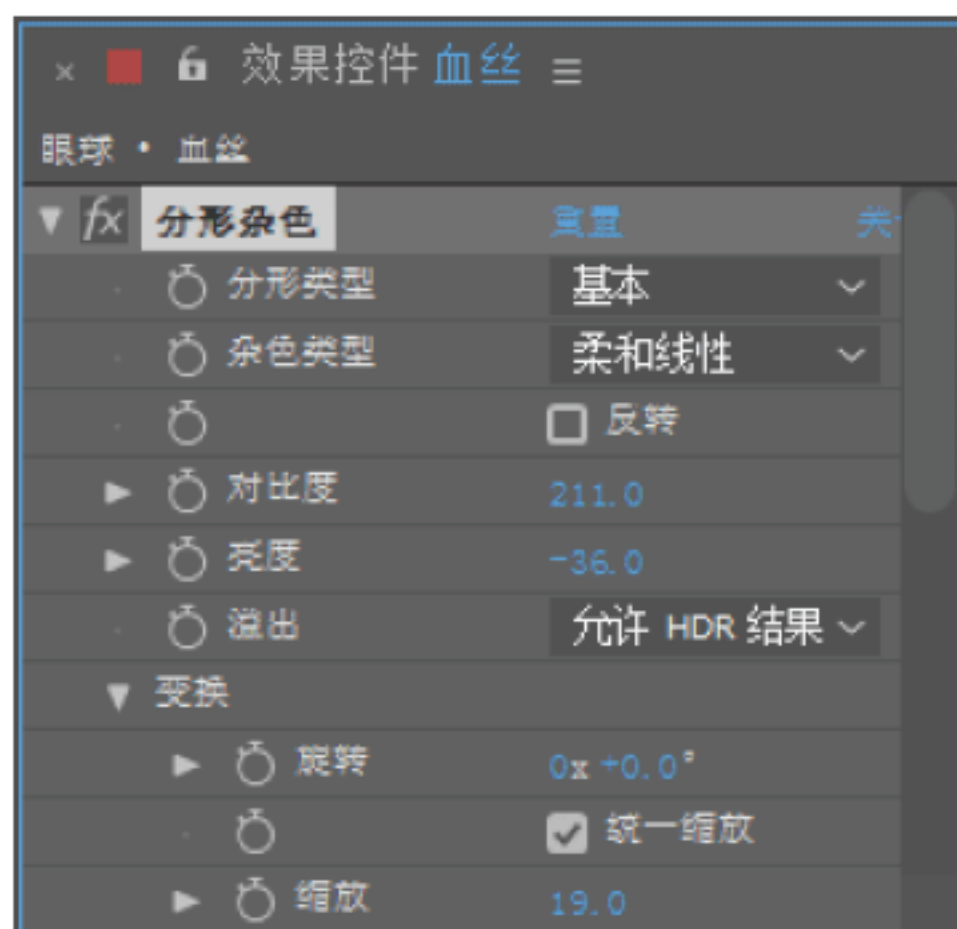 效果控件 血丝
眼球 • 血丝
fx 分形杂色 重置 关
分形类型 基本
杂色类型 柔和线性
反转
对比度 211.0
亮度 -36.0
溢出 允许 HDR 结果
变换
旋转 0x +0.0°
统一缩放
缩放 19.0